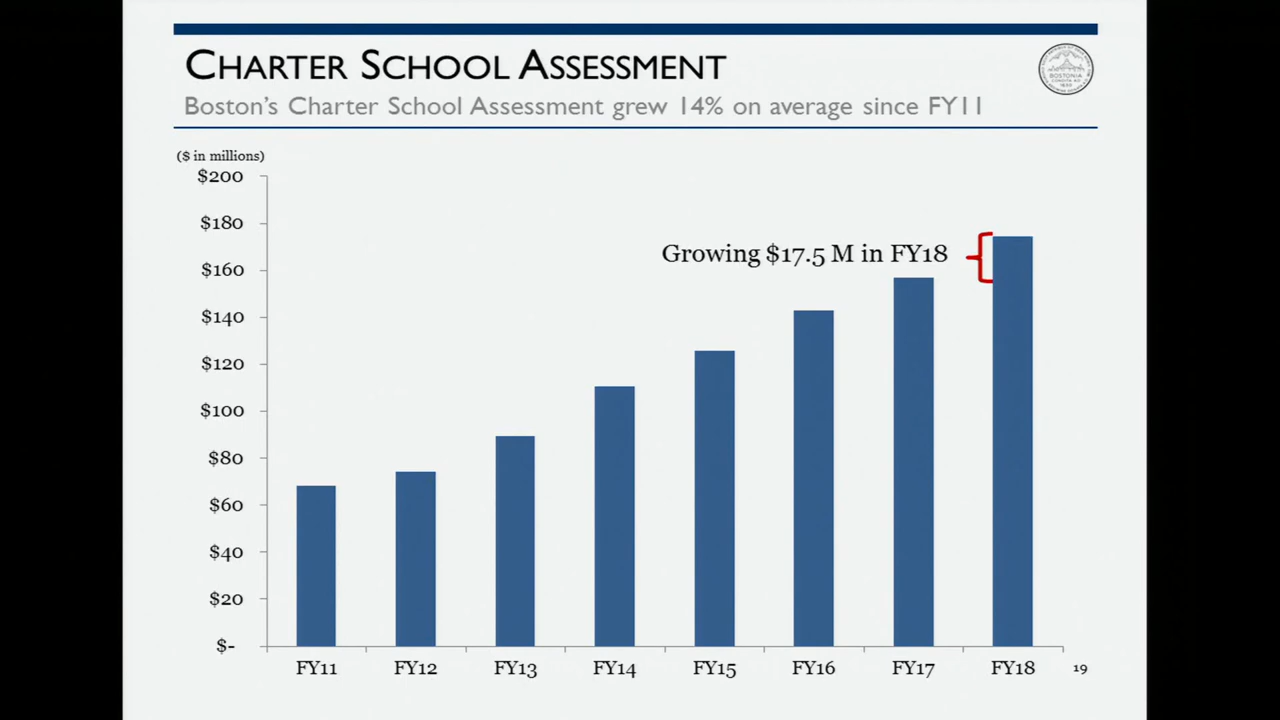 CHARTER SCHOOL ASSESSMENT
Boston's Charter School Assessment grew 14% on average since FY11
($ in millions)
$200
$180
$160
$140
$120
$100
$80
$60
$40
$20
$-
Growing $17.5 M in FY18
FY11 FY12 FY13 FY14 FY15 FY16 FY17 FY18
19
BOSTONIA